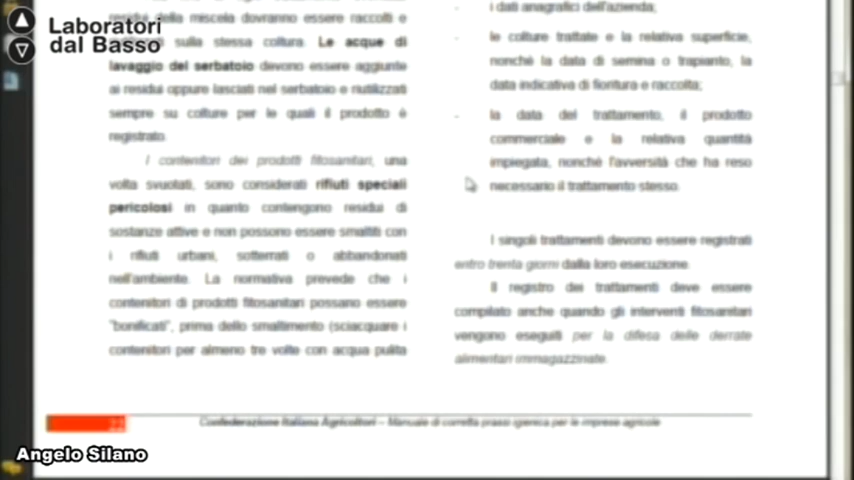 Laboratori
dal Basso
residui della miscela dovranno essere raccolti e
sulla stessa coltura. Le acque di
lavaggio del serbatoio devono essere aggiunte
ai residui oppure lasciati nel serbatoio e riutilizzati
sempre su colture per le quali il prodotto è
registrato.
I contenitori dei prodotti fitosanitari, una
volta svuotati, sono considerati rifiuti speciali
pericolosi in quanto contengono residui di
sostanze attive e non possono essere smaltiti con
i rifiuti urbani, sotterrati o abbandonati
nell'ambiente. La normativa prevede che i
contenitori di prodotti fitosanitari possano essere
"bonificati", prima dello smaltimento (sciacquare i
contenitori per almeno tre volte con acqua pulita
- i dati anagrafici dell'azienda;
- le colture trattate e la relativa superficie,
nonché la data di semina o trapianto, la
data indicativa di fioritura e raccolta;
- la data del trattamento, il prodotto
commerciale e la relativa quantità
impiegata, nonché l'avversità che ha reso
necessario il trattamento stesso.
I singoli trattamenti devono essere registrati
entro trenta giorni dalla loro esecuzione.
Il registro dei trattamenti deve essere
compilato anche quando gli interventi fitosanitari
vengono eseguiti per la difesa delle derrate
alimentari immagazzinate.
Confederazione Italiana Agricoltori – Manuale di corretta prassi igienica per le imprese agricole
Angelo Silano